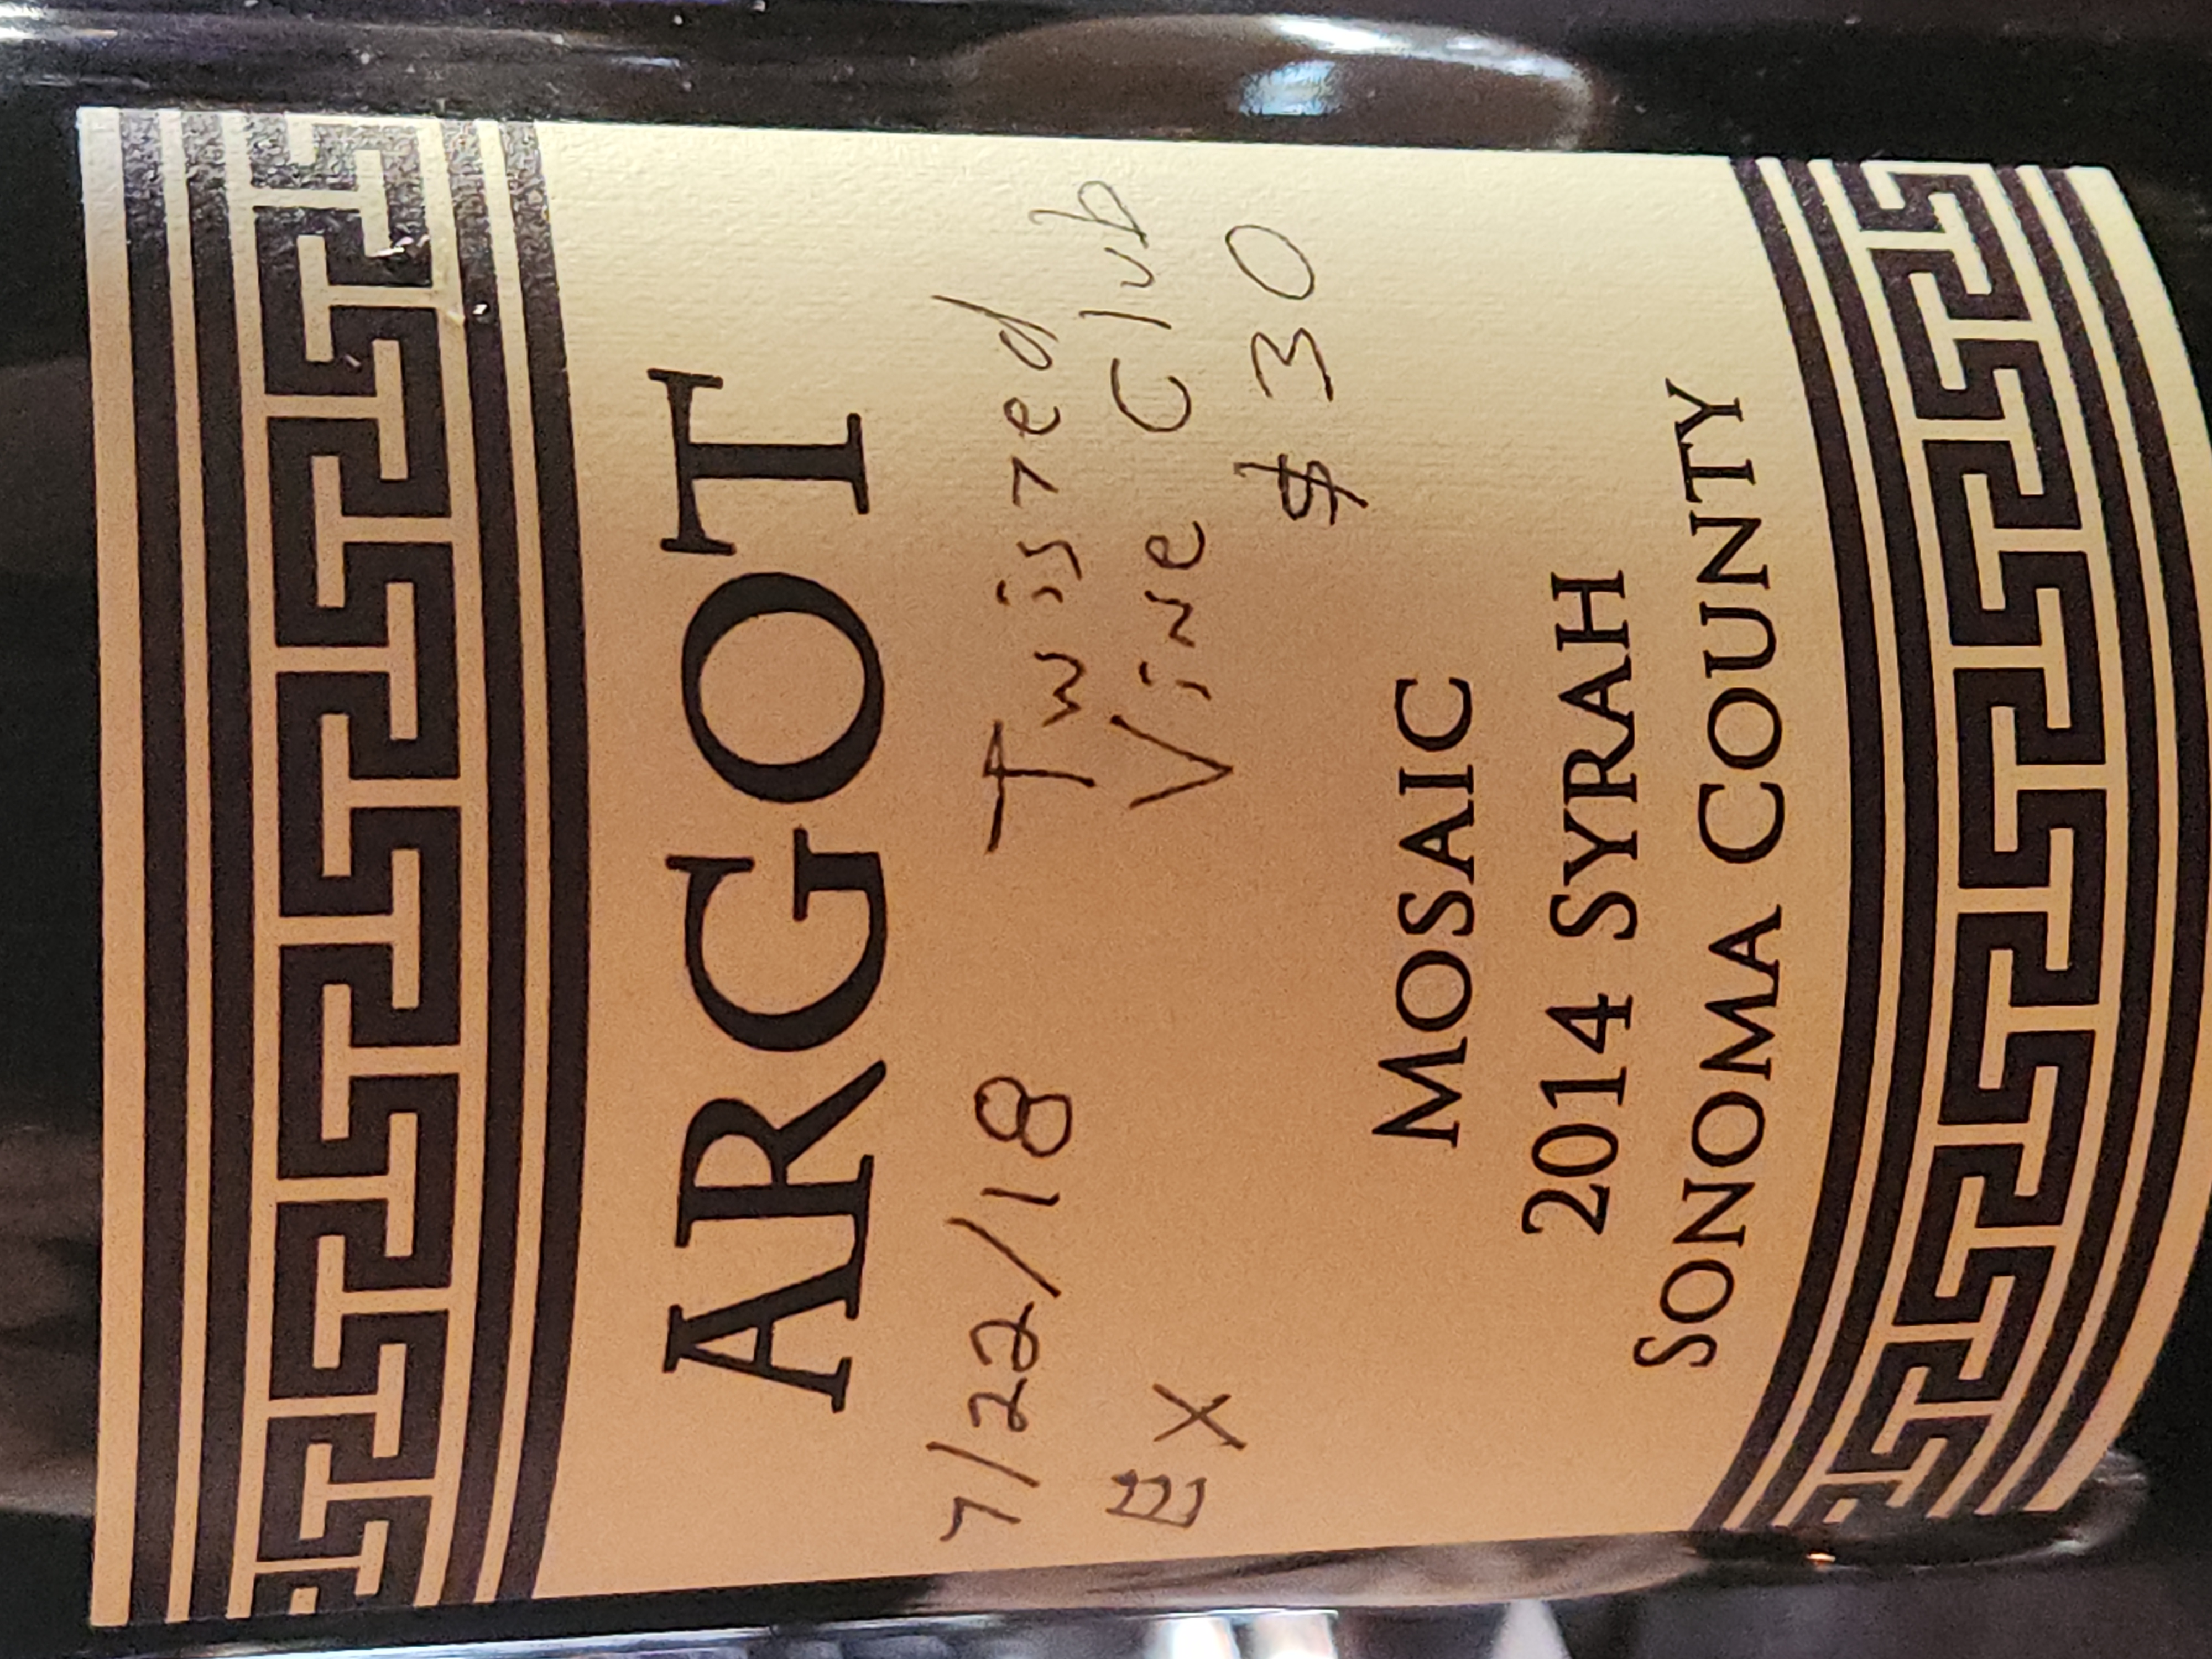 ARGOT
7/22/18 Twisted
EX Vine Club
$30
MOSAIC
2014 SYRAH
SONOMA COUNTY